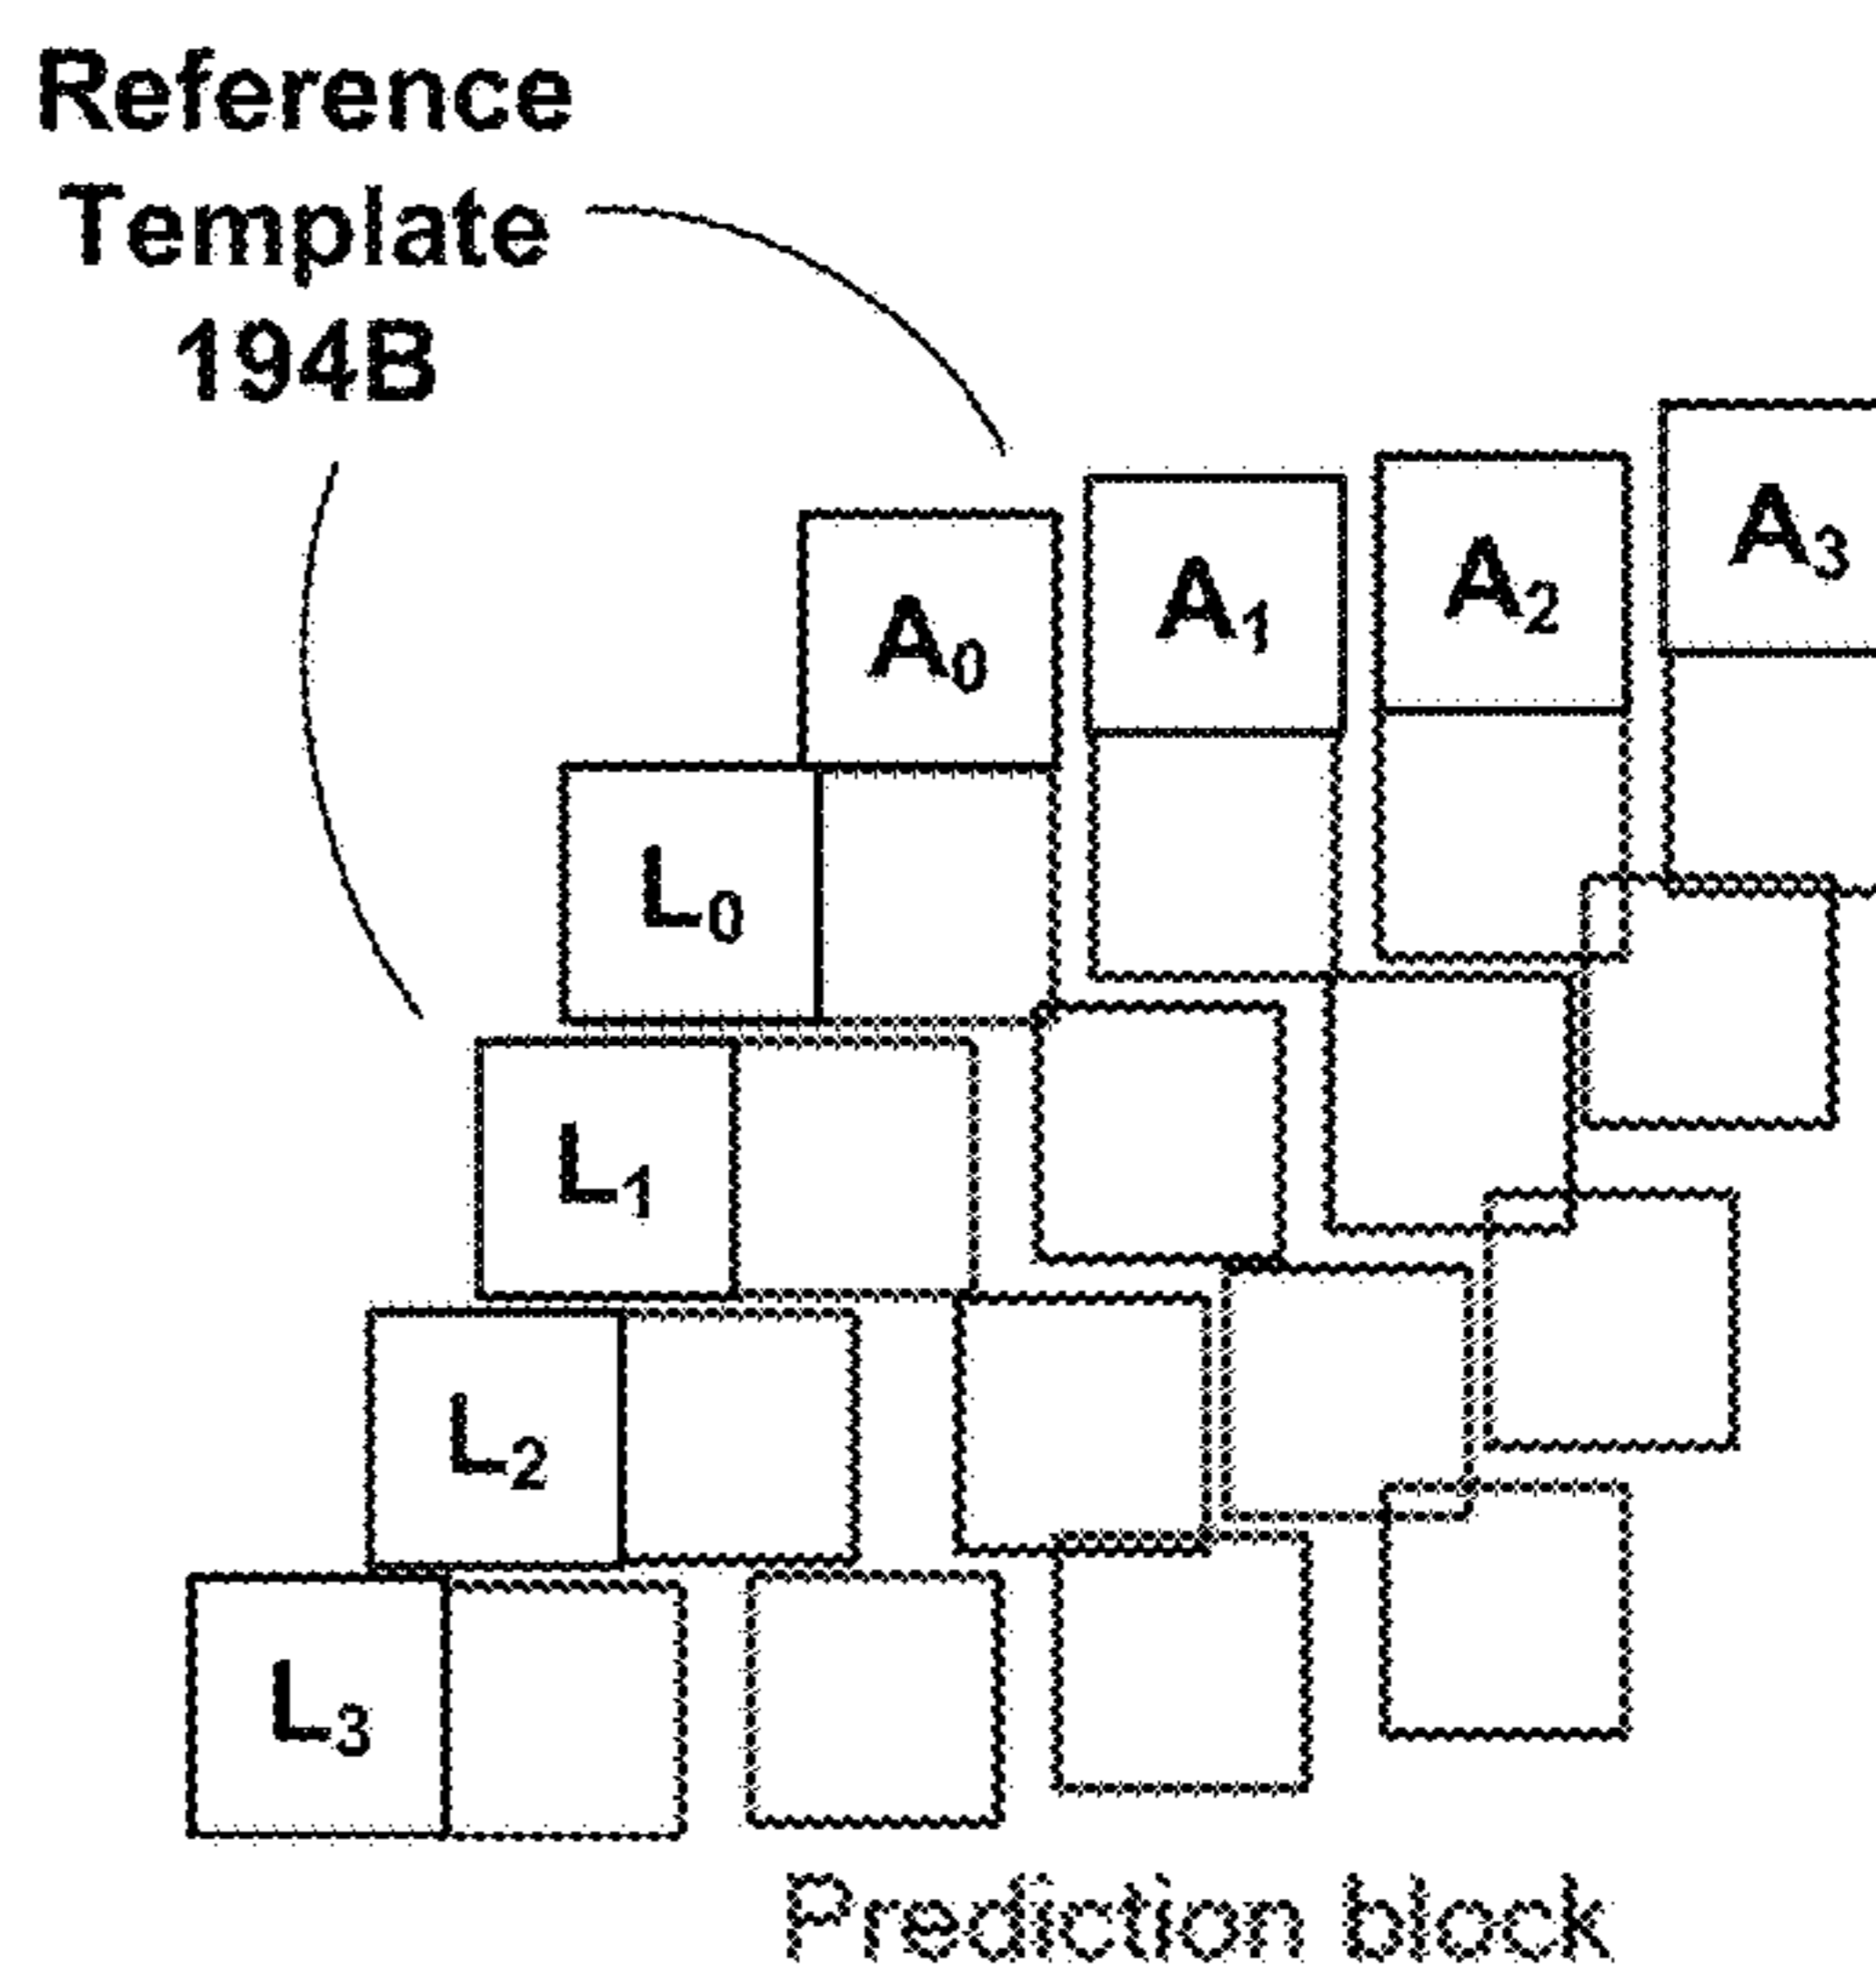 Reference
Template
194B
A0 A1 A2 A3
L0
L1
L2
L3
Prediction block